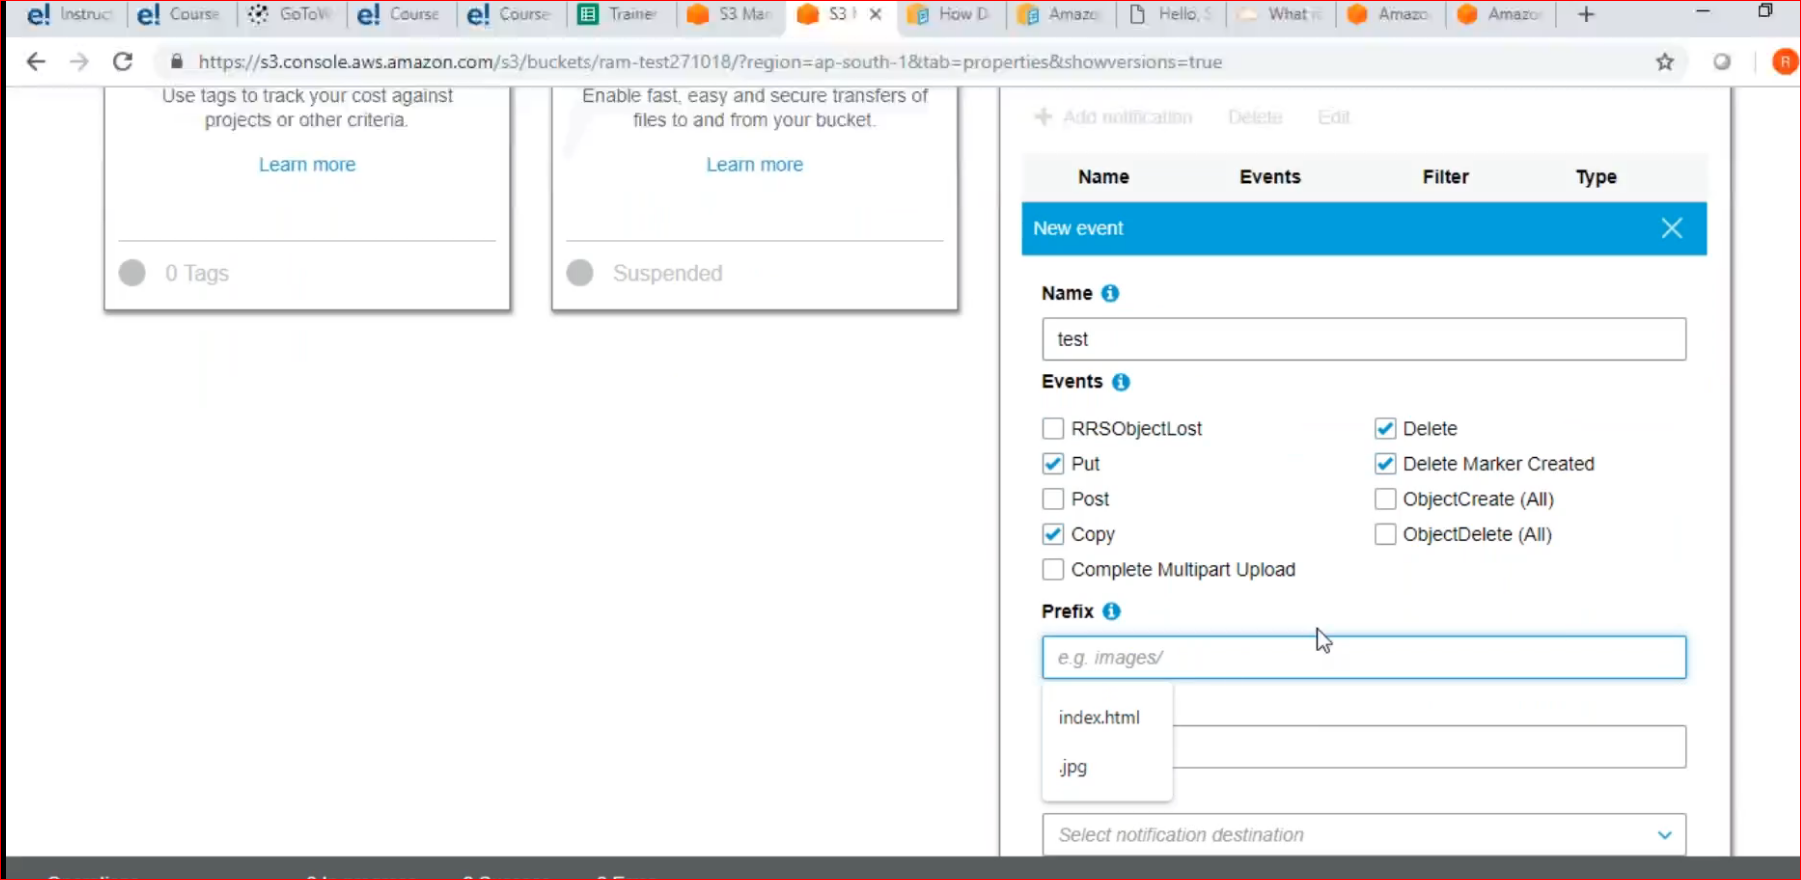 Instruc Course GoToW Course Course Trainer S3 Man S3 How D Amazo Hello, S What is Amazo Amazo
https://s3.console.aws.amazon.com/s3/buckets/ram-test271018/?region=ap-south-1&tab=properties&showversions=true
R
Use tags to track your cost against
projects or other criteria.
Learn more
0 Tags
Enable fast, easy and secure transfers of
files to and from your bucket.
Learn more
Suspended
Add notification Delete Edit
Name Events Filter Type
New event
Name
test
Events
RRSObjectLost Delete
Put Delete Marker Created
Post ObjectCreate (All)
Copy ObjectDelete (All)
Complete Multipart Upload
Prefix
e.g. images/
index.html
.jpg
Select notification destination